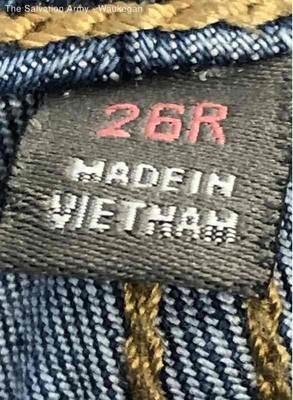 The Salvation Army - Waukegan
26R
MADE IN
VIETNAM